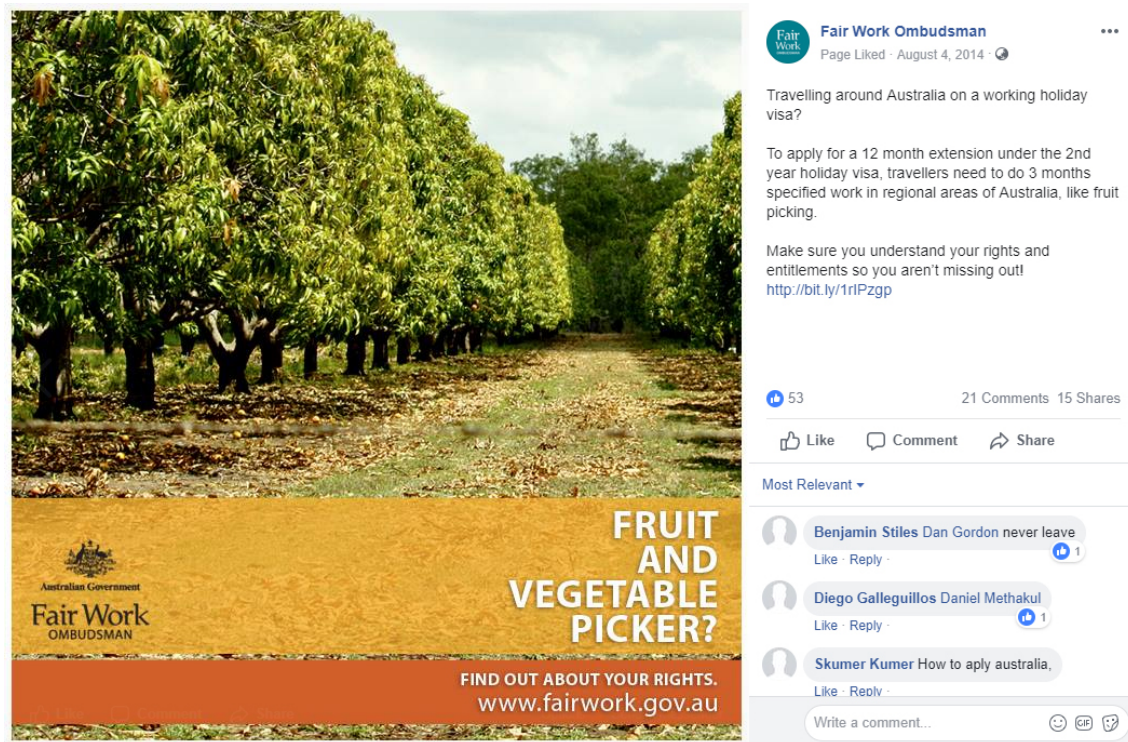 FRUIT
AND
VEGETABLE
PICKER?
Australian Government
Fair Work
OMBUDSMAN
FIND OUT ABOUT YOUR RIGHTS.
www.fairwork.gov.au
Fair
Work
OMBUDSMAN
Fair Work Ombudsman
Page Liked · August 4, 2014 ·
Travelling around Australia on a working holiday
visa?
To apply for a 12 month extension under the 2nd
year holiday visa, travellers need to do 3 months
specified work in regional areas of Australia, like fruit
picking.
Make sure you understand your rights and
entitlements so you aren't missing out!
http://bit.ly/1rIPzgp
53
21 Comments 15 Shares
Like Comment Share
Most Relevant
Benjamin Stiles Dan Gordon never leave
1
Like · Reply ·
Diego Galleguillos Daniel Methakul
1
Like · Reply ·
Skumer Kumer How to aply australia,
Like · Reply ·
Write a comment...
GIF